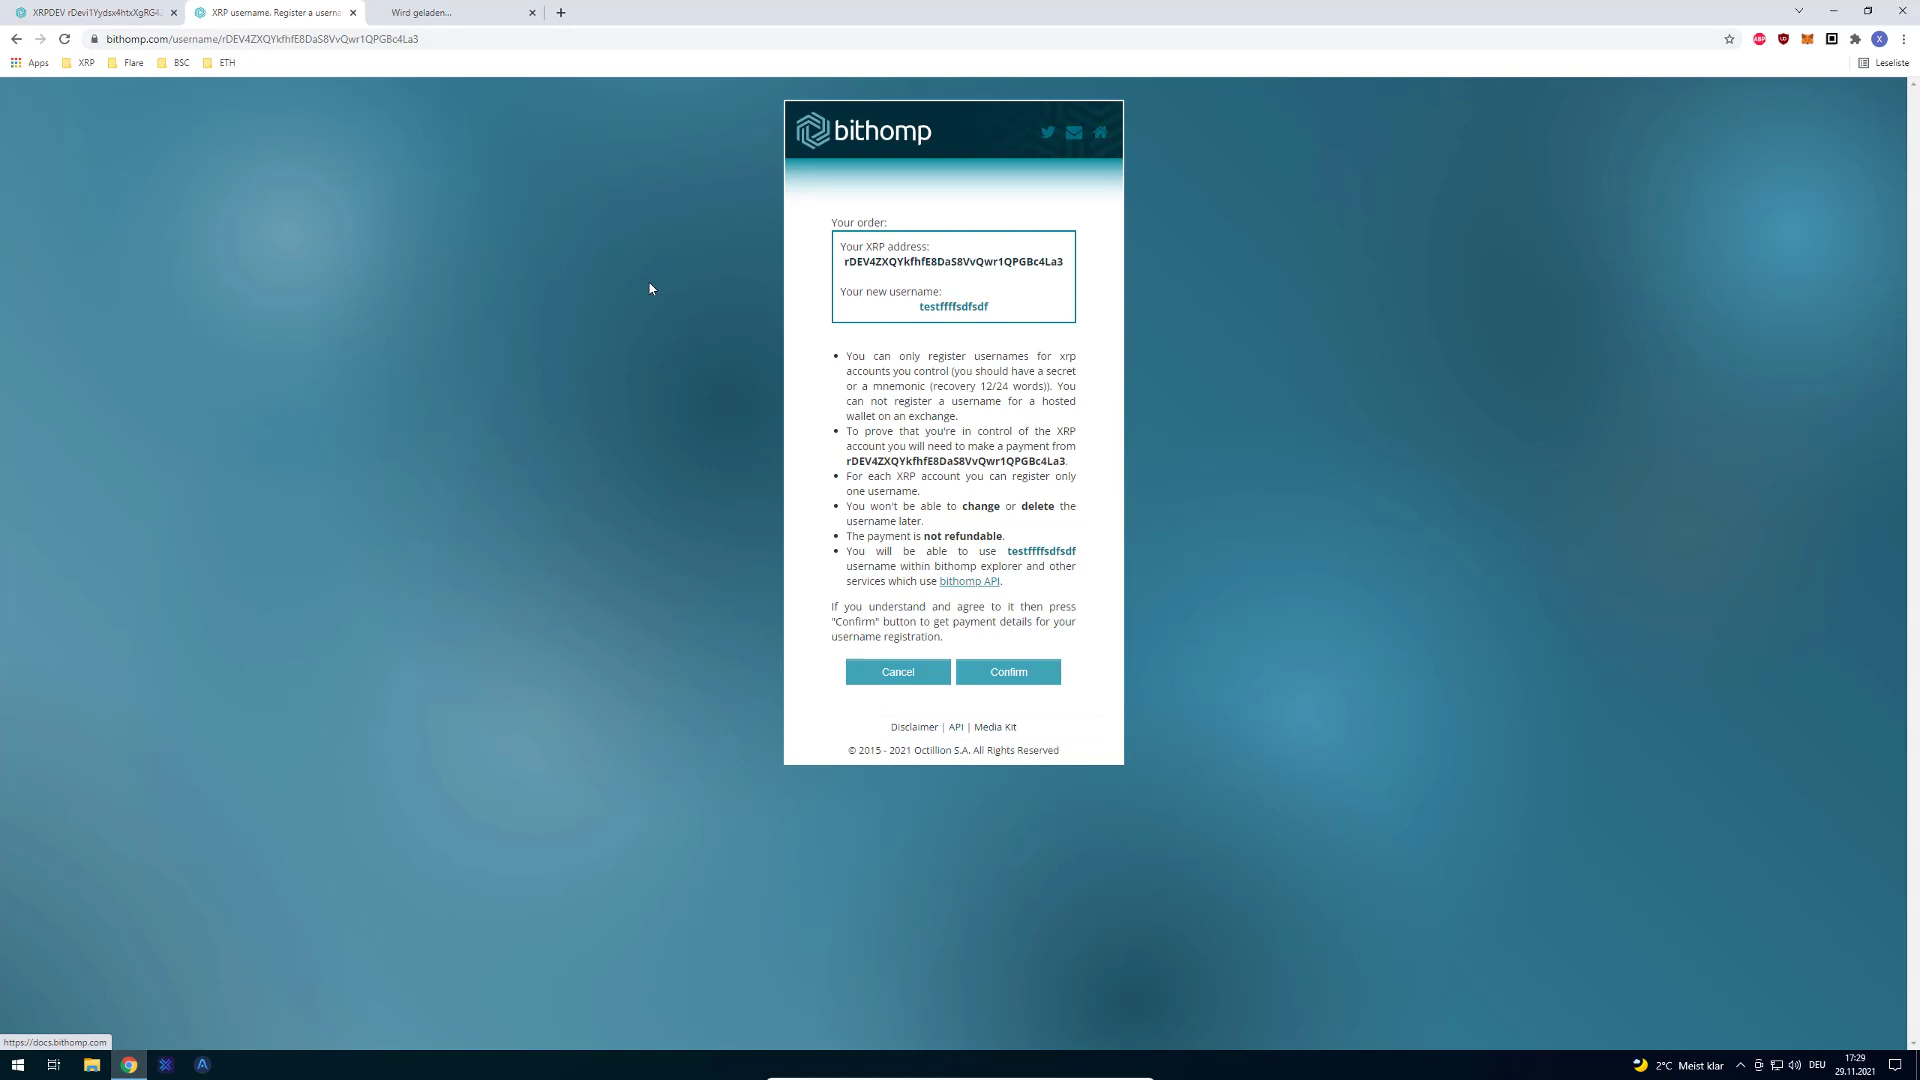 XRPDEV rDevi1Yydsx4htxXgRG42
XRP username. Register a userna
Wird geladen...
bithomp.com/username/rDEV4ZXQYkfhfE8DaS8VvQwr1QPGBc4La3
ABP
X
Apps
XRP
Flare
BSC
ETH
Leseliste
bithomp
Your order:
Your XRP address:
rDEV4ZXQYkfhfE8DaS8VvQwr1QPGBc4La3
Your new username:
testffffsdfsdf
You can only register usernames for xrp
accounts you control (you should have a secret
or a mnemonic (recovery 12/24 words)). You
can not register a username for a hosted
wallet on an exchange.
To prove that you're in control of the XRP
account you will need to make a payment from
rDEV4ZXQYkfhfE8DaS8VvQwr1QPGBc4La3.
For each XRP account you can register only
one username.
You won't be able to change or delete the
username later.
The payment is not refundable.
You will be able to use testffffsdfsdf
username within bithomp explorer and other
services which use bithomp API.
If you understand and agree to it then press
"Confirm" button to get payment details for your
username registration.
Cancel
Confirm
Disclaimer | API | Media Kit
© 2015 - 2021 Octillion S.A. All Rights Reserved
https://docs.bithomp.com
2°C Meist klar
DEU
17:29
29.11.2021